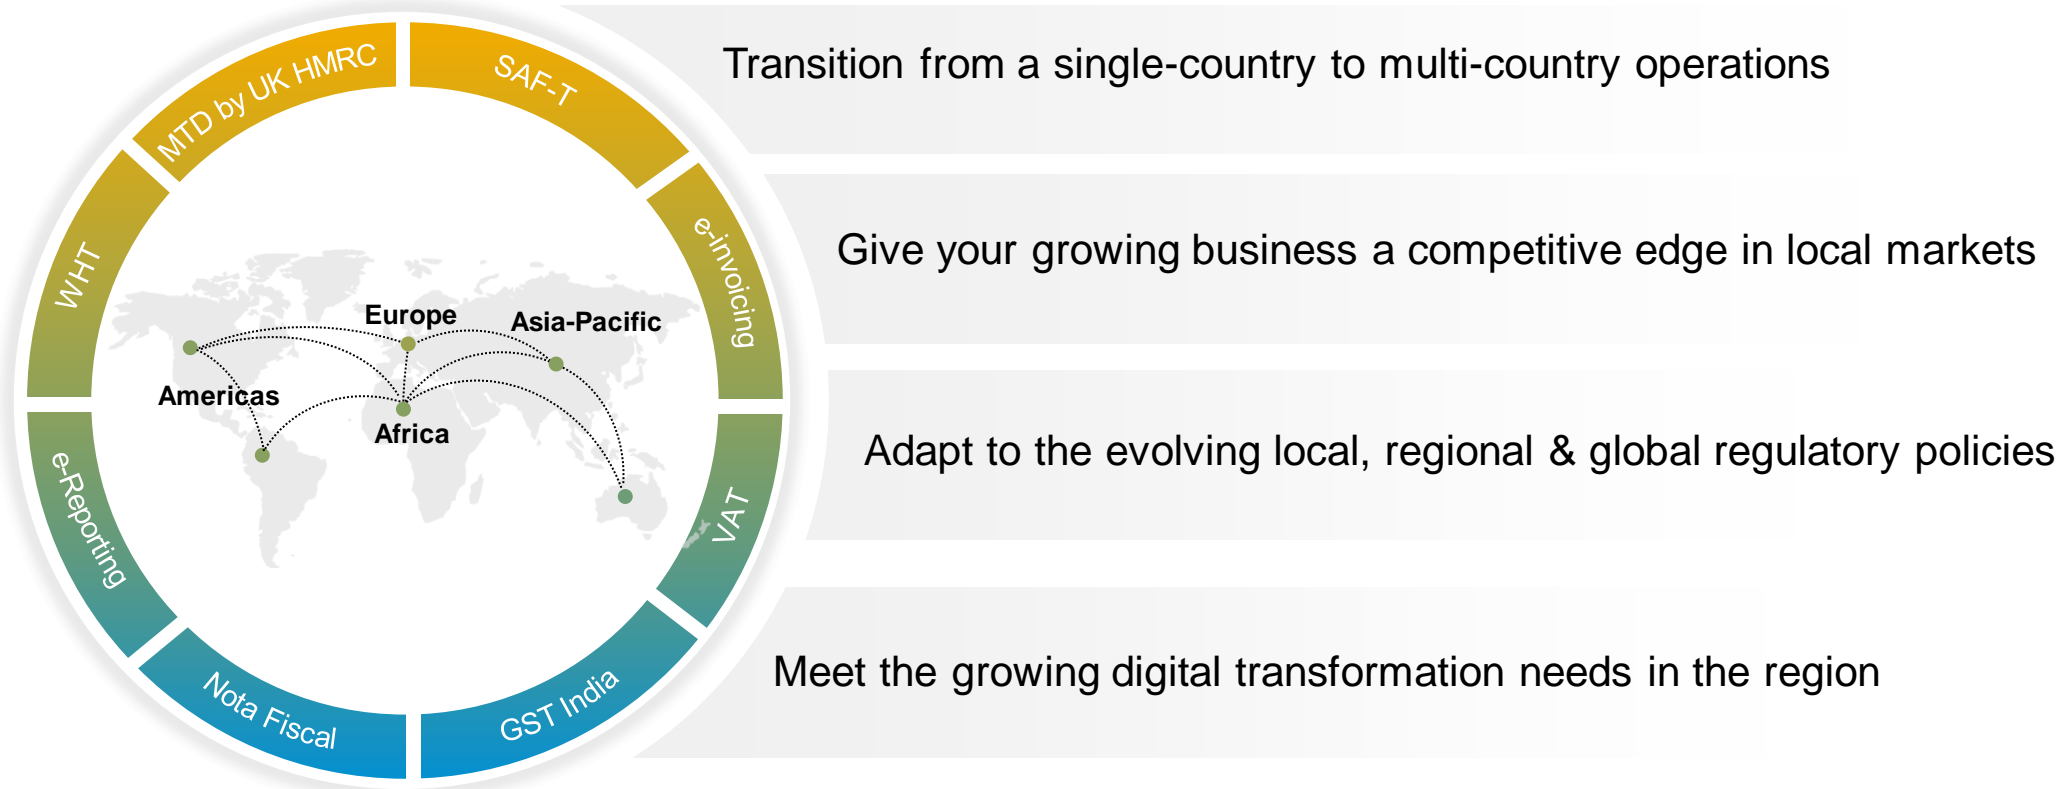 MTD by UK HMRC
SAF-T
e-invoicing
VAT
GST India
Nota Fiscal
e-Reporting
WHT
Europe
Asia-Pacific
Americas
Africa
Transition from a single-country to multi-country operations
Give your growing business a competitive edge in local markets
Adapt to the evolving local, regional & global regulatory policies
Meet the growing digital transformation needs in the region